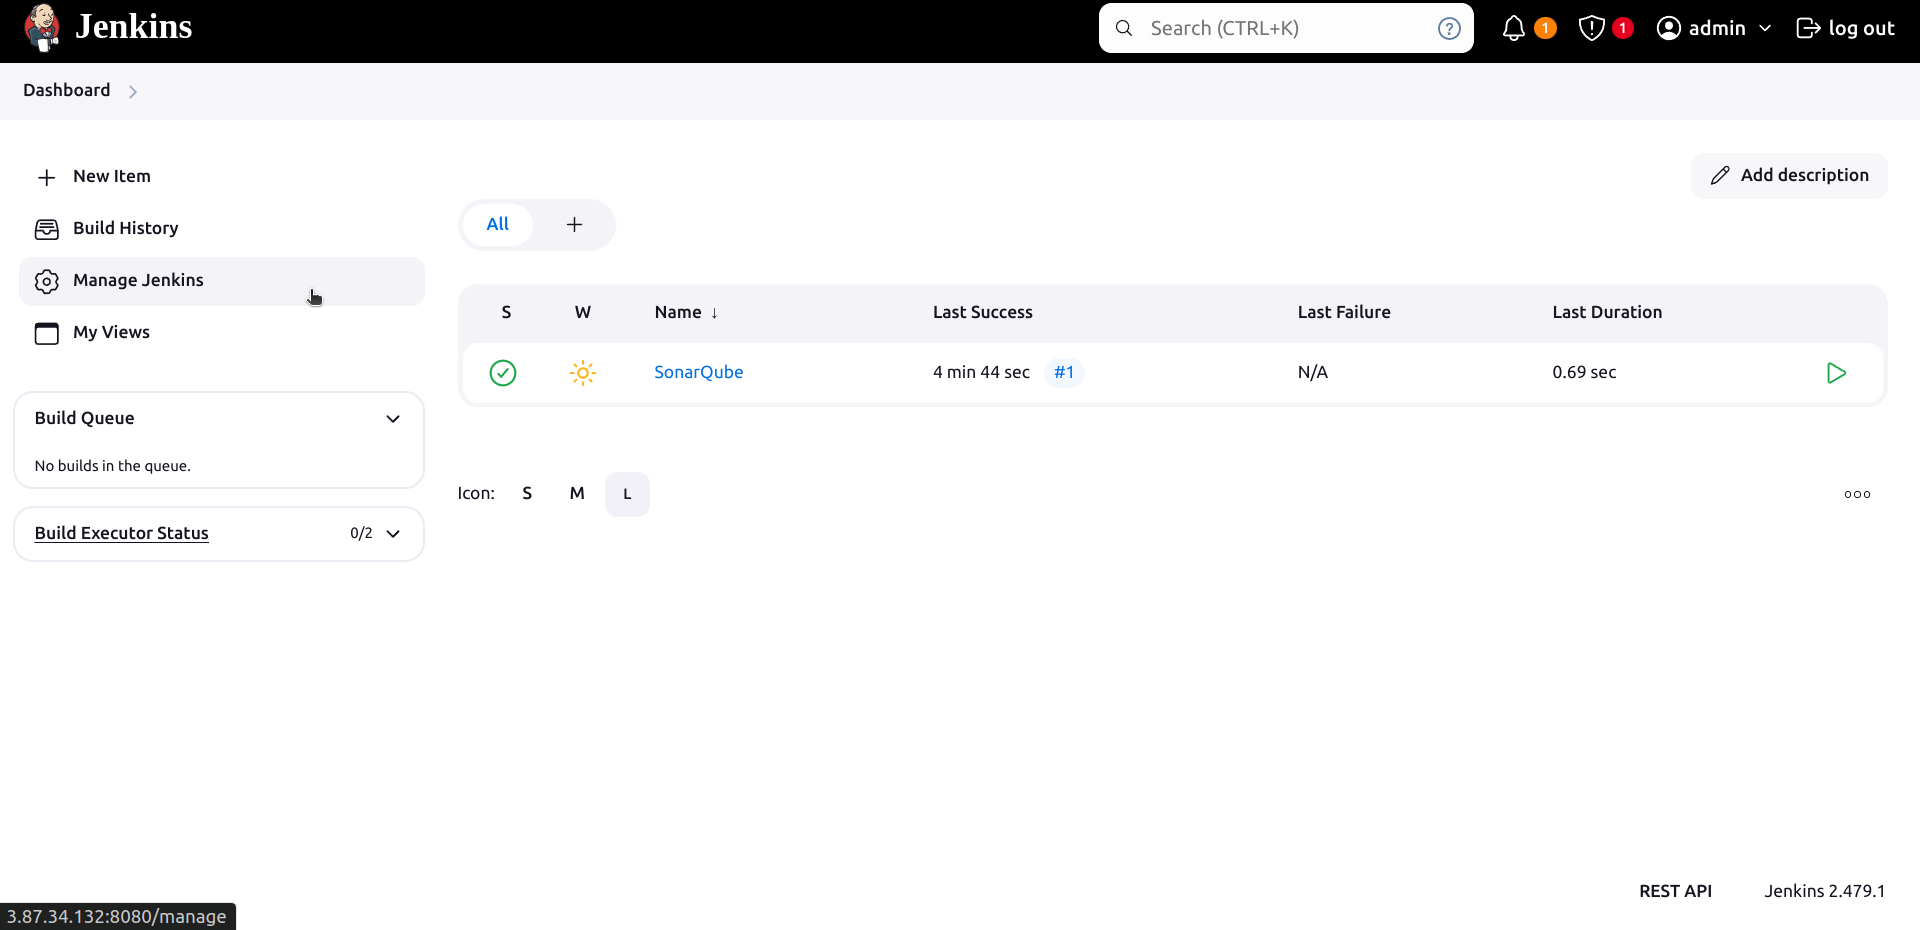 Jenkins
Search (CTRL+K)
?
1
1
admin
log out
Dashboard
New Item
Build History
Manage Jenkins
My Views
Build Queue
No builds in the queue.
Build Executor Status 0/2
Add description
All +
S W Name ↓ Last Success Last Failure Last Duration
SonarQube 4 min 44 sec #1 N/A 0.69 sec
Icon: S M L
REST API Jenkins 2.479.1
3.87.34.132:8080/manage